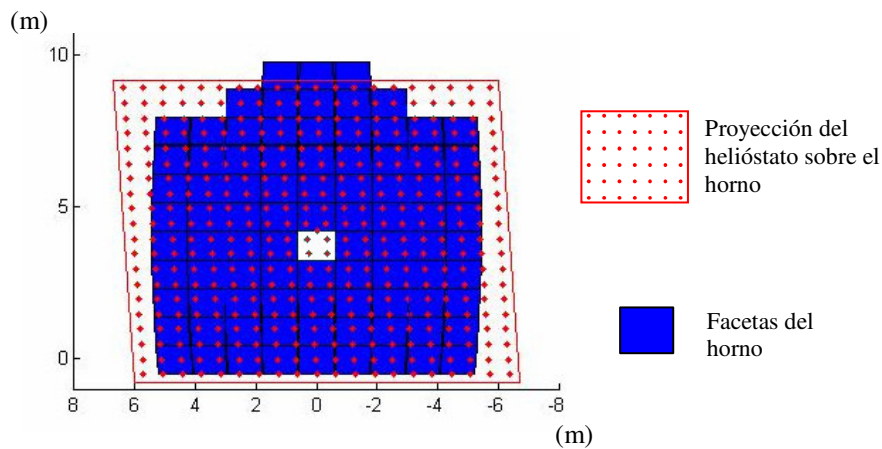 (m)
10
5
0
8 6 4 2 0 -2 -4 -6 -8
(m)
Proyección del
helióstato sobre el
horno
Facetas del
horno